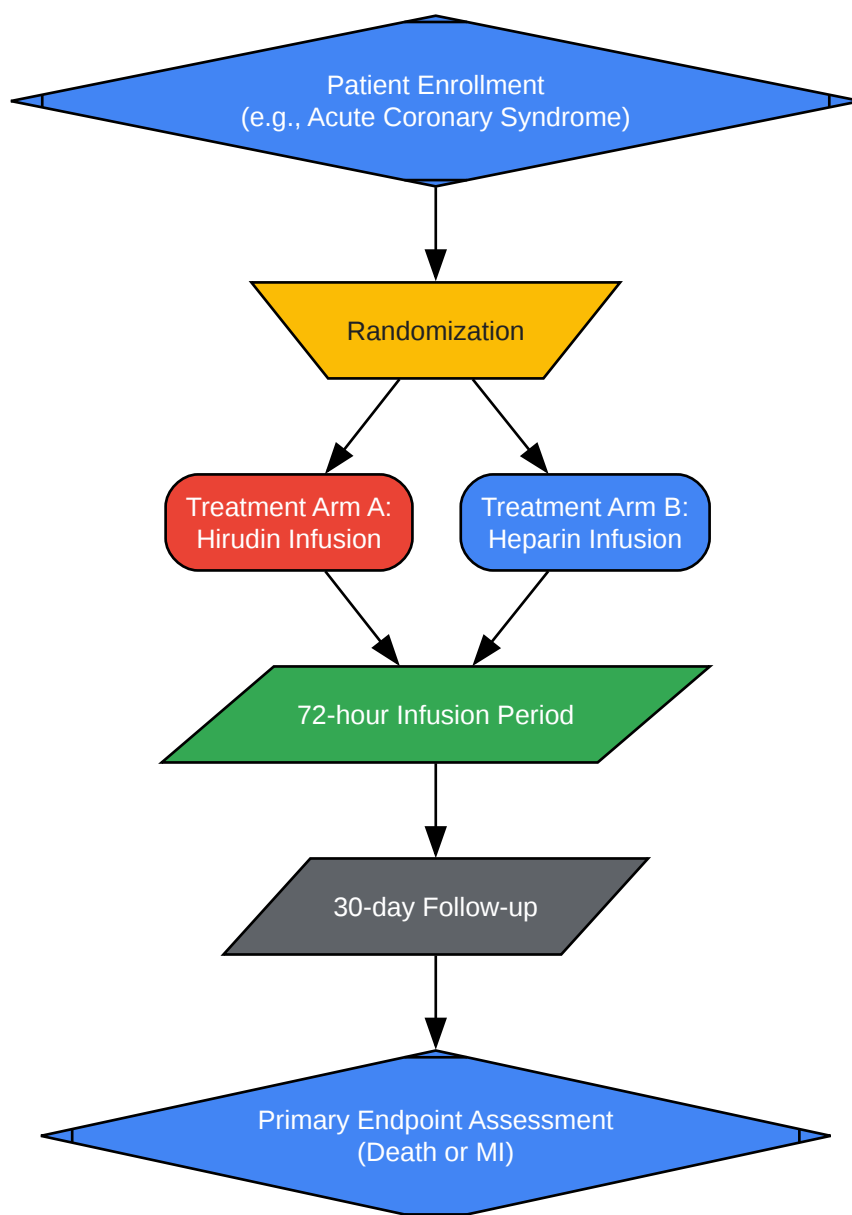 Patient Enrollment
(e.g., Acute Coronary Syndrome)
Randomization
Treatment Arm A:
Hirudin Infusion
Treatment Arm B:
Heparin Infusion
72-hour Infusion Period
30-day Follow-up
Primary Endpoint Assessment
(Death or MI)